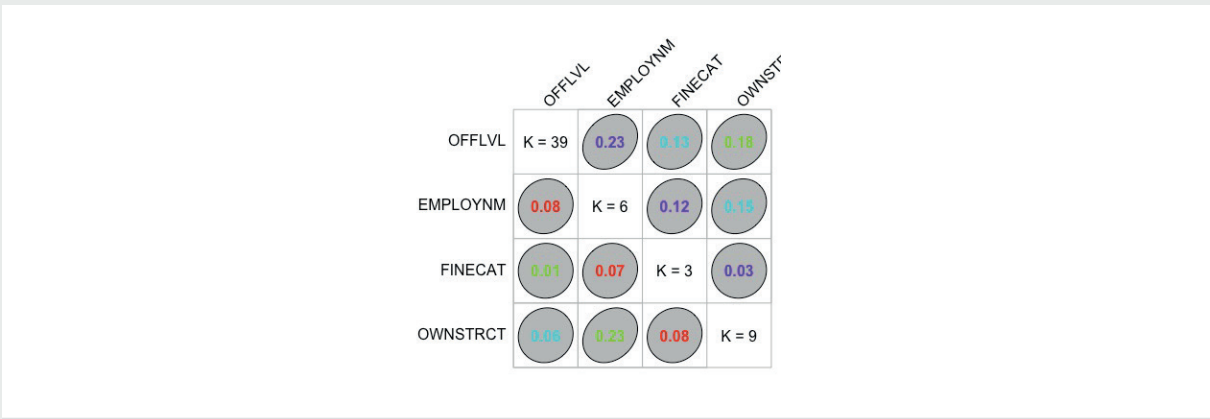 OFFLVL EMPLOYNM FINECAT OWNSTR
OFFLVL K = 39 0.23 0.13 0.18
EMPLOYNM 0.08 K = 6 0.12 0.15
FINECAT 0.01 0.07 K = 3 0.03
OWNSTRCT 0.06 0.23 0.08 K = 9